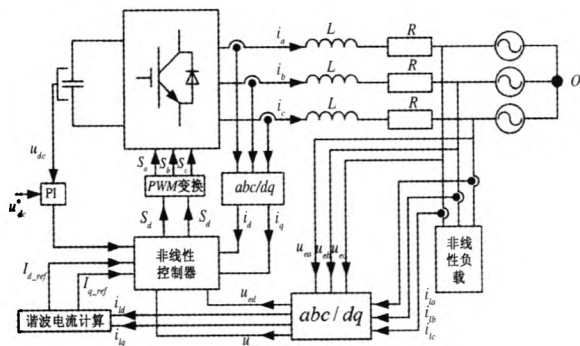 i_a
L
R
i_b
L
R
O
i_c
L
R
u_dc
S_a
S_b
S_c
PWM变换
abc/dq
PI
u*_dc
S_d
S_d
i_d
i_q
非线性
控制器
I_d_ref
I_q_ref
u_ea
u_eb
u_ec
非线
性负
载
u_ed
abc/dq
i_la
i_lb
i_lc
谐波电流计算
i_ld
i_lq
u